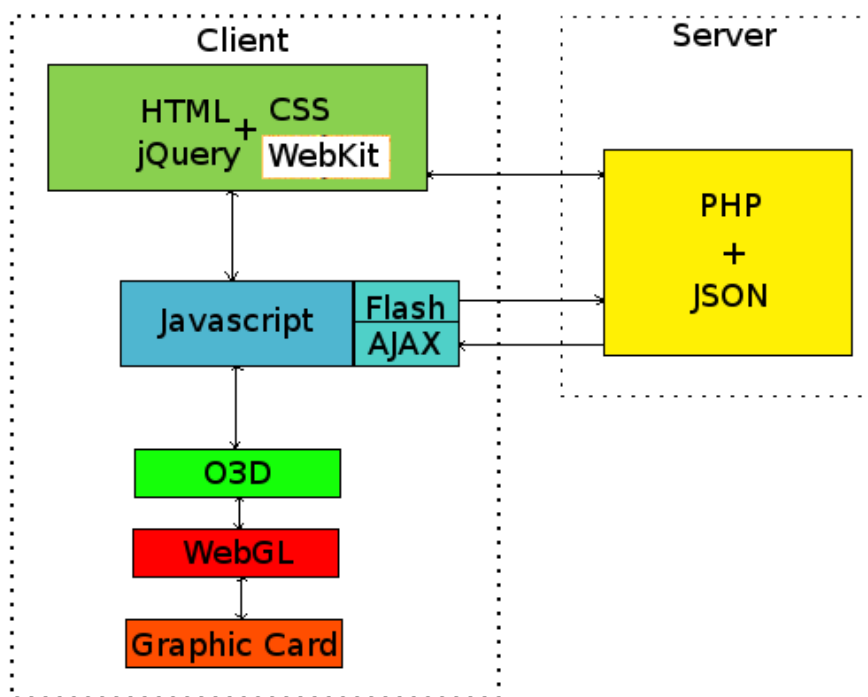 Client
Server
HTML + CSS
jQuery WebKit
PHP
+
JSON
Javascript
Flash
AJAX
O3D
WebGL
Graphic Card